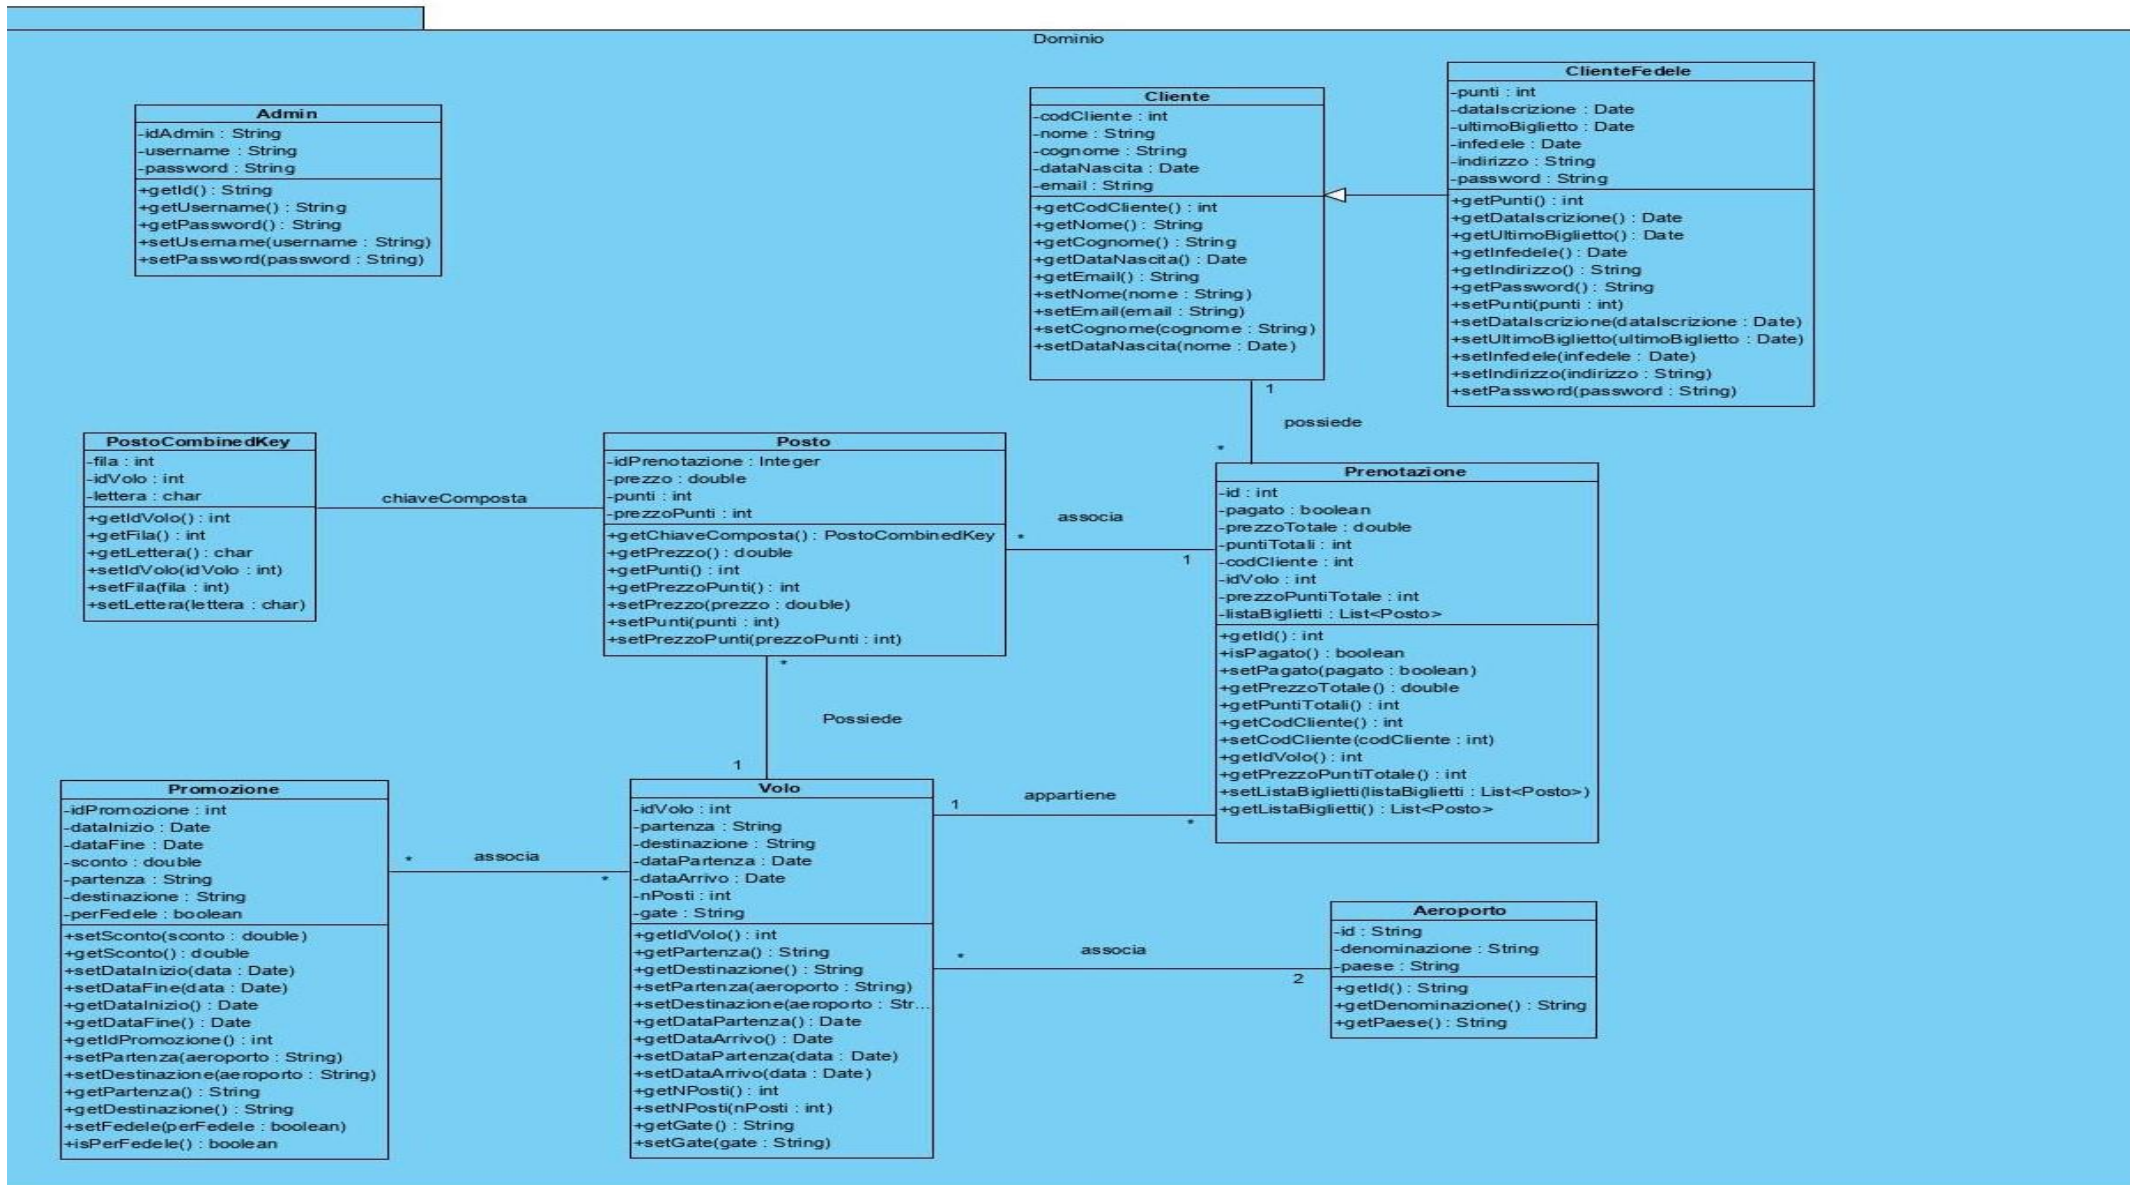 Dominio
Admin
-idAdmin : String
-username : String
-password : String
+getId() : String
+getUsername() : String
+getPassword() : String
+setUsername(username : String)
+setPassword(password : String)
Cliente
-codCliente : int
-nome : String
-cognome : String
-dataNascita : Date
-email : String
+getCodCliente() : int
+getNome() : String
+getCognome() : String
+getDataNascita() : Date
+getEmail() : String
+setNome(nome : String)
+setEmail(email : String)
+setCognome(cognome : String)
+setDataNascita(nome : Date)
ClienteFedele
-punti : int
-dataIscrizione : Date
-ultimoBiglietto : Date
-infedele : Date
-indirizzo : String
-password : String
+getPunti() : int
+getDataIscrizione() : Date
+getUltimoBiglietto() : Date
+getInfedele() : Date
+getIndirizzo() : String
+getPassword() : String
+setPunti(punti : int)
+setDataIscrizione(dataIscrizione : Date)
+setUltimoBiglietto(ultimoBiglietto : Date)
+setInfedele(infedele : Date)
+setIndirizzo(indirizzo : String)
+setPassword(password : String)
1
possiede
*
PostoCombinedKey
-fila : int
-idVolo : int
-lettera : char
+getIdVolo() : int
+getFila() : int
+getLettera() : char
+setIdVolo(idVolo : int)
+setFila(fila : int)
+setLettera(lettera : char)
chiaveComposta
Posto
-idPrenotazione : Integer
-prezzo : double
-punti : int
-prezzoPunti : int
+getChiaveComposta() : PostoCombinedKey
+getPrezzo() : double
+getPunti() : int
+getPrezzoPunti() : int
+setPrezzo(prezzo : double)
+setPunti(punti : int)
+setPrezzoPunti(prezzoPunti : int)
associa
*
1
Prenotazione
-id : int
-pagato : boolean
-prezzoTotale : double
-puntiTotali : int
-codCliente : int
-idVolo : int
-prezzoPuntiTotale : int
-listaBiglietti : List<Posto>
+getId() : int
+isPagato() : boolean
+setPagato(pagato : boolean)
+getPrezzoTotale() : double
+getPuntiTotali() : int
+getCodCliente() : int
+setCodCliente(codCliente : int)
+getIdVolo() : int
+getPrezzoPuntiTotale() : int
+setListaBiglietti(listaBiglietti : List<Posto>)
+getListaBiglietti() : List<Posto>
*
Possiede
1
Promozione
-idPromozione : int
-dataInizio : Date
-dataFine : Date
-sconto : double
-partenza : String
-destinazione : String
-perFedele : boolean
+setSconto(sconto : double)
+getSconto() : double
+setDataInizio(data : Date)
+setDataFine(data : Date)
+getDataInizio() : Date
+getDataFine() : Date
+getIdPromozione() : int
+setPartenza(aeroporto : String)
+setDestinazione(aeroporto : String)
+getPartenza() : String
+getDestinazione() : String
+setFedele(perFedele : boolean)
+isPerFedele() : boolean
*
associa
*
Volo
-idVolo : int
-partenza : String
-destinazione : String
-dataPartenza : Date
-dataArrivo : Date
-nPosti : int
-gate : String
+getIdVolo() : int
+getPartenza() : String
+getDestinazione() : String
+setPartenza(aeroporto : String)
+setDestinazione(aeroporto : Str...
+getDataPartenza() : Date
+getDataArrivo() : Date
+setDataPartenza(data : Date)
+setDataArrivo(data : Date)
+getNPosti() : int
+setNPosti(nPosti : int)
+getGate() : String
+setGate(gate : String)
1
appartiene
*
*
associa
2
Aeroporto
-id : String
-denominazione : String
-paese : String
+getId() : String
+getDenominazione() : String
+getPaese() : String